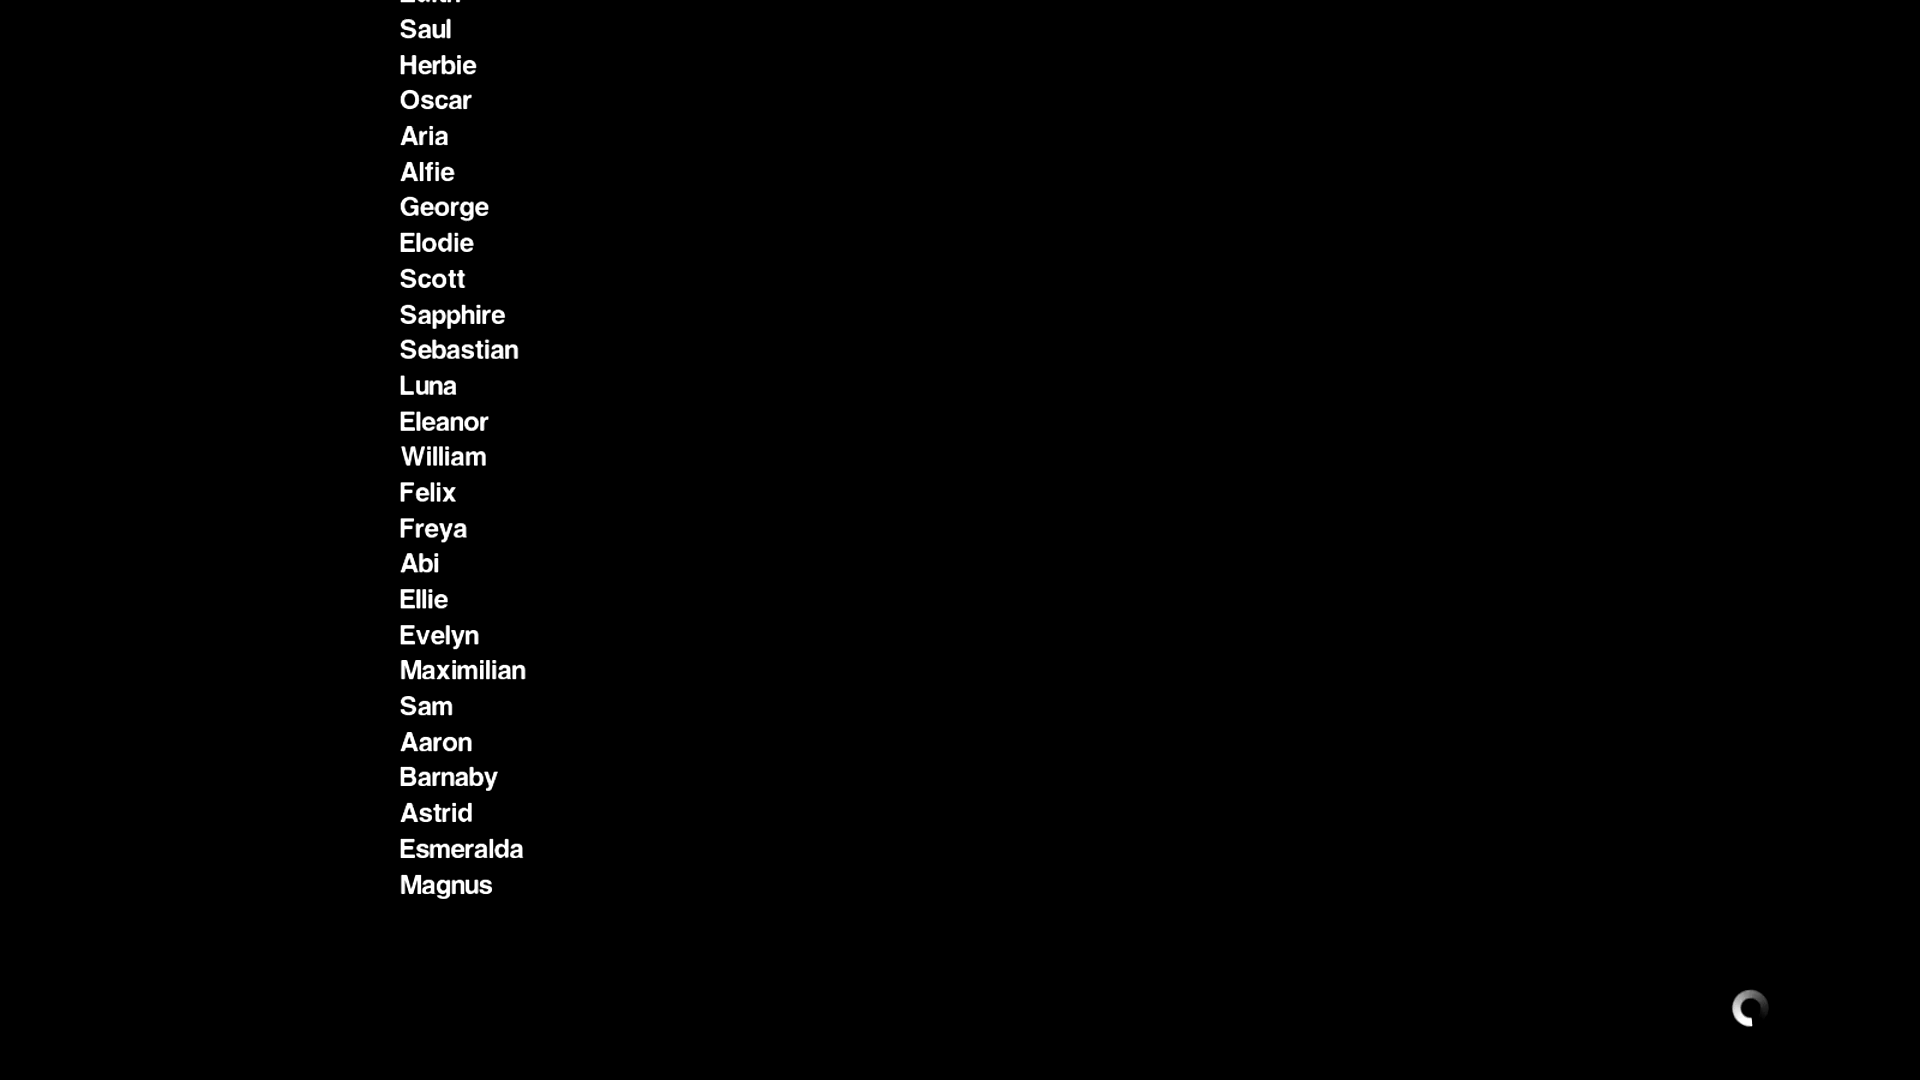 Saul
Herbie
Oscar
Aria
Alfie
George
Elodie
Scott
Sapphire
Sebastian
Luna
Eleanor
William
Felix
Freya
Abi
Ellie
Evelyn
Maximilian
Sam
Aaron
Barnaby
Astrid
Esmeralda
Magnus